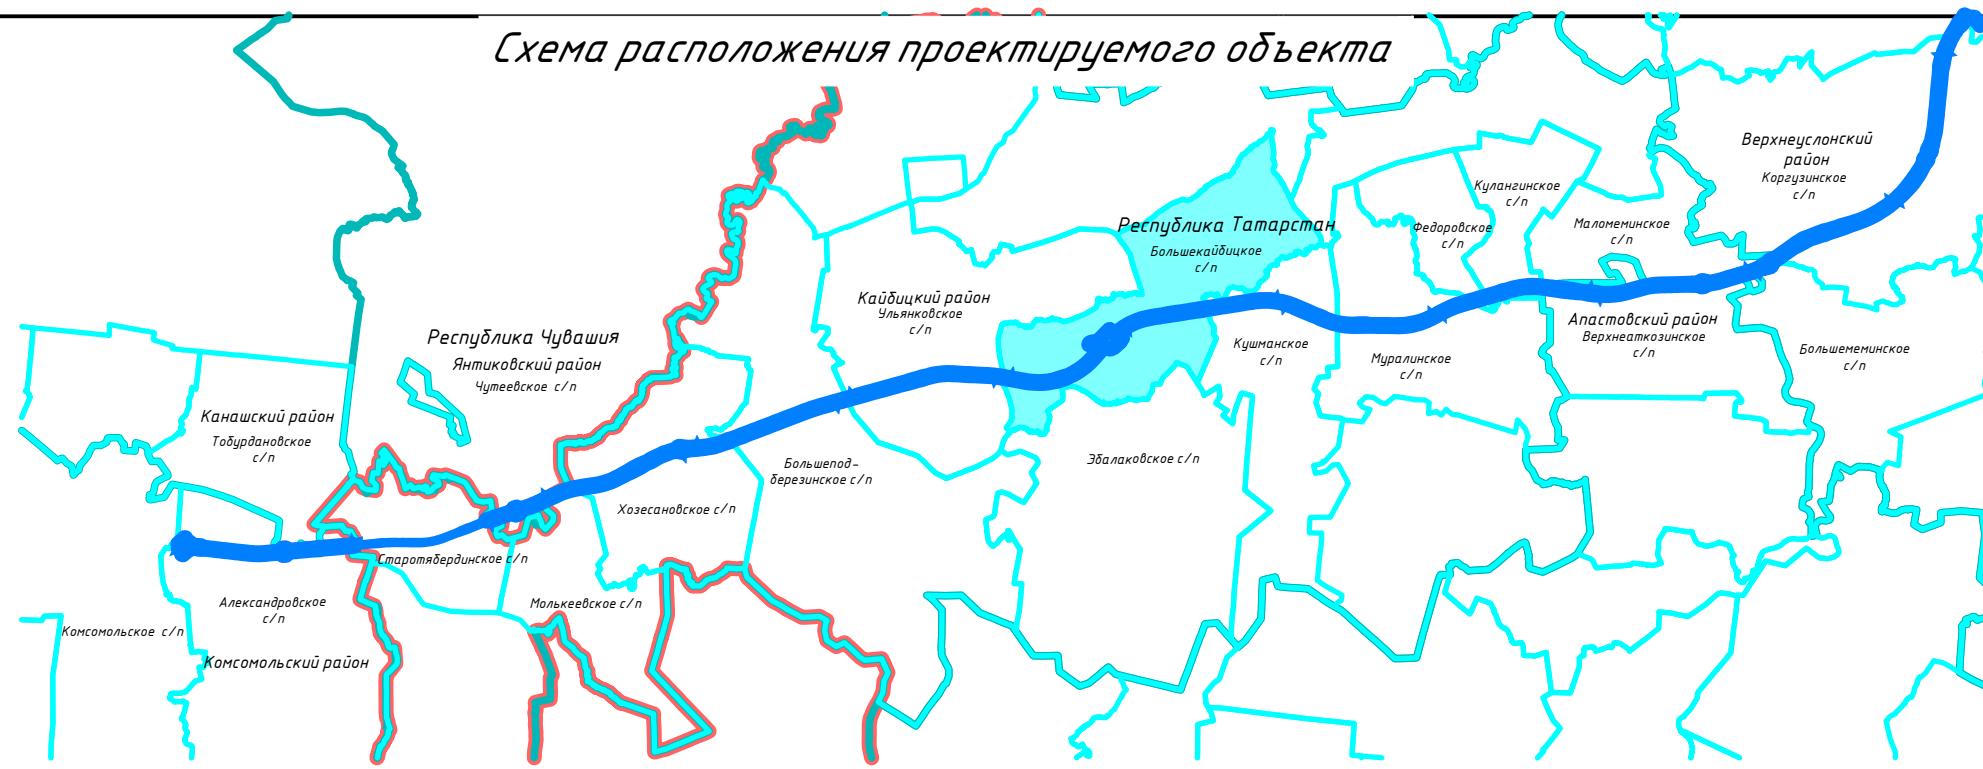 Схема расположения проектируемого объекта
Верхнеуслонский
район
Коргузинское
с/п
Кулангинское
с/п
Республика Татарстан
Большекайбицкое
с/п
Федоровское
с/п
Маломеминское
с/п
Кайбицкий район
Ульянковское
с/п
Апастовский район
Верхнеаткозинское
с/п
Республика Чувашия
Янтиковский район
Чутеевское с/п
Кушманское
с/п
Муралинское
с/п
Большемеминское
с/п
Канашский район
Тобурдановское
с/п
Большепод-
березинское с/п
Эбалаковское с/п
Хозесановское с/п
Старотябердинское с/п
Александровское
с/п
Молькеевское с/п
Комсомольское с/п
Комсомольский район